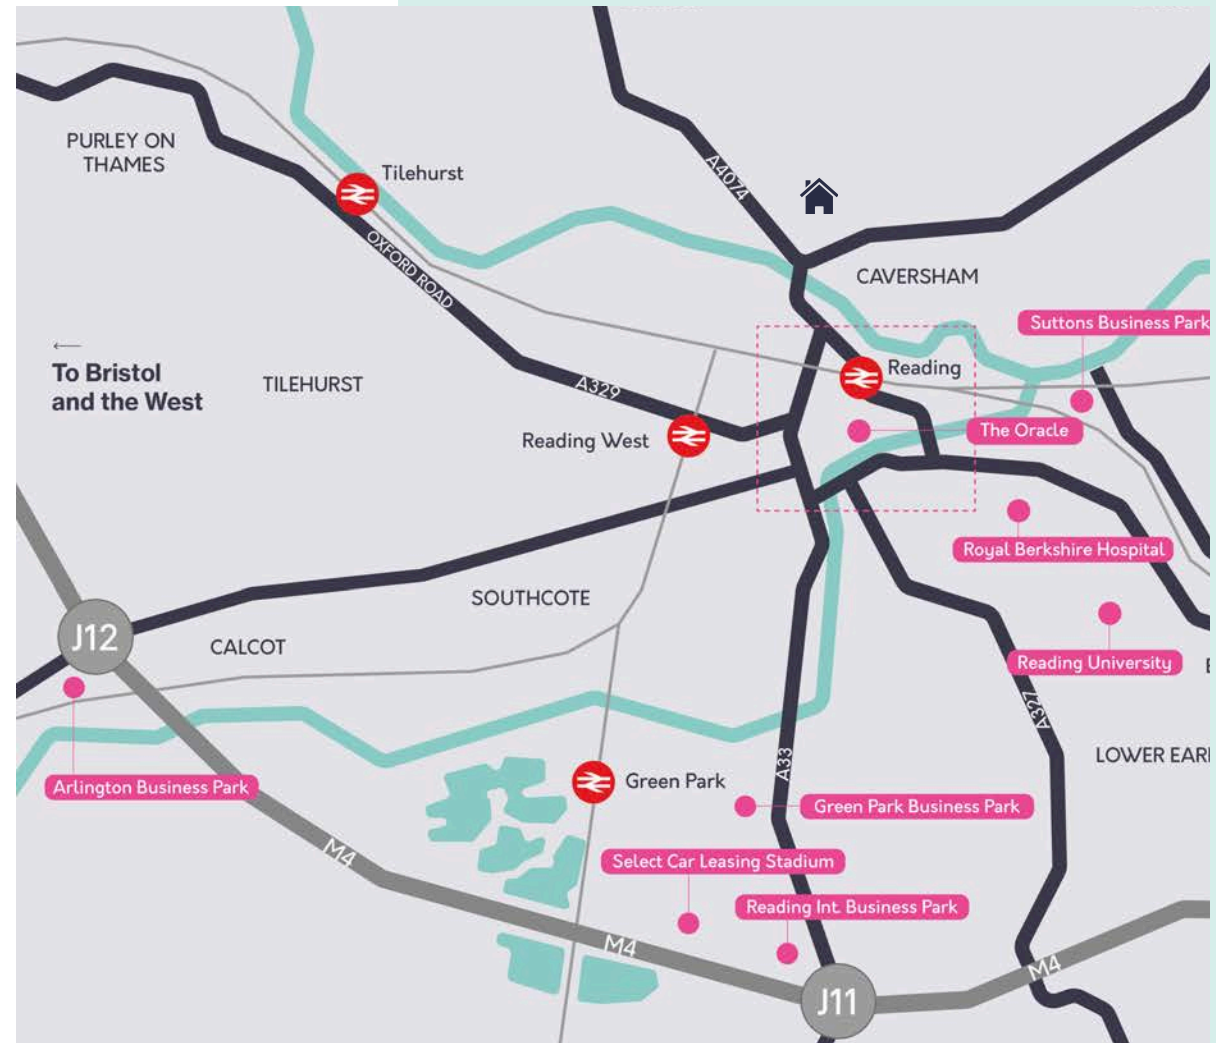 PURLEY ON
THAMES
Tilehurst
A4074
OXFORD ROAD
CAVERSHAM
Suttons Business Park
To Bristol
and the West
TILEHURST
A329
Reading
Reading West
The Oracle
Royal Berkshire Hospital
SOUTHCOTE
J12
CALCOT
Reading University
A327
LOWER EARL
A33
Arlington Business Park
Green Park
Green Park Business Park
M4
Select Car Leasing Stadium
Reading Int. Business Park
M4
M4
J11